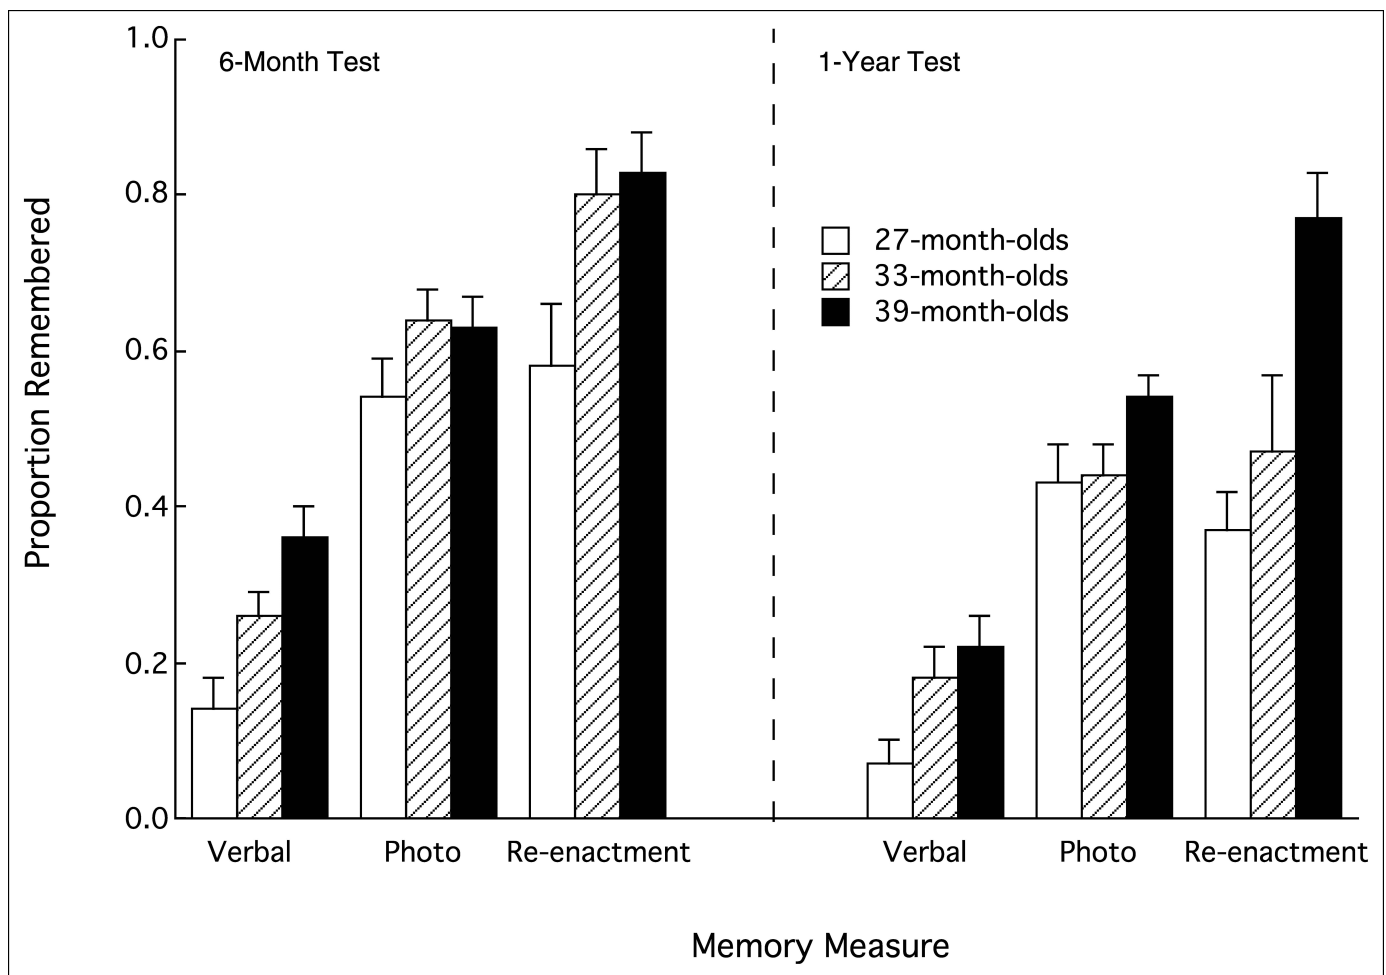 6-Month Test
1-Year Test
1.0
0.8
0.6
0.4
0.2
0.0
Proportion Remembered
27-month-olds
33-month-olds
39-month-olds
Verbal Photo Re-enactment
Verbal Photo Re-enactment
Memory Measure